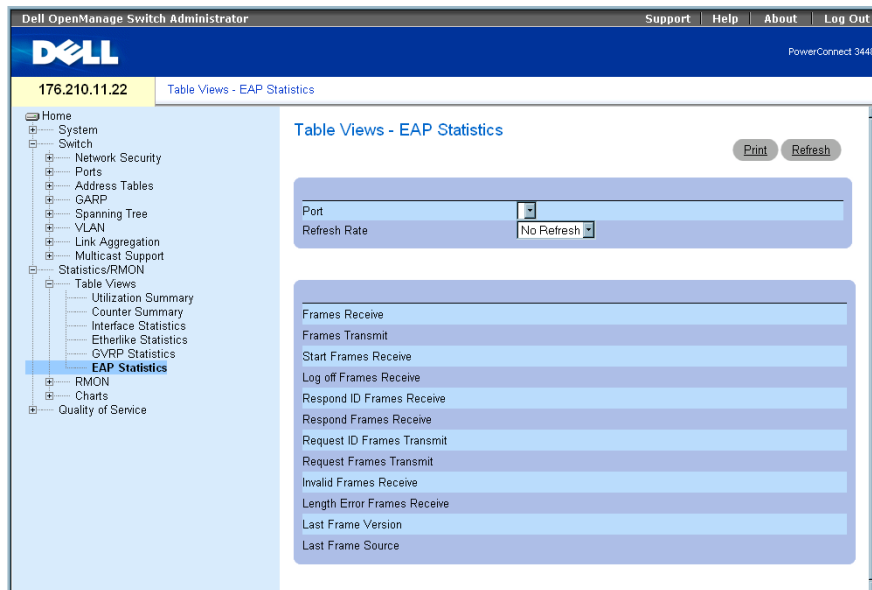 Dell OpenManage Switch Administrator
Support Help About Log Out
DELL
PowerConnect 344
176.210.11.22
Table Views - EAP Statistics
Home
System
Switch
Network Security
Ports
Address Tables
GARP
Spanning Tree
VLAN
Link Aggregation
Multicast Support
Statistics/RMON
Table Views
Utilization Summary
Counter Summary
Interface Statistics
Etherlike Statistics
GVRP Statistics
EAP Statistics
RMON
Charts
Quality of Service
Table Views - EAP Statistics
Print Refresh
Port
Refresh Rate No Refresh
Frames Receive
Frames Transmit
Start Frames Receive
Log off Frames Receive
Respond ID Frames Receive
Respond Frames Receive
Request ID Frames Transmit
Request Frames Transmit
Invalid Frames Receive
Length Error Frames Receive
Last Frame Version
Last Frame Source